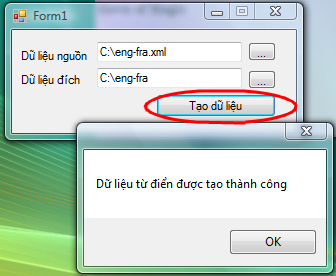 Form1
Dữ liệu nguồn C:\eng-fra.xml ...
Dữ liệu đích C:\eng-fra ...
Tạo dữ liệu
Dữ liệu từ điển được tạo thành công
OK